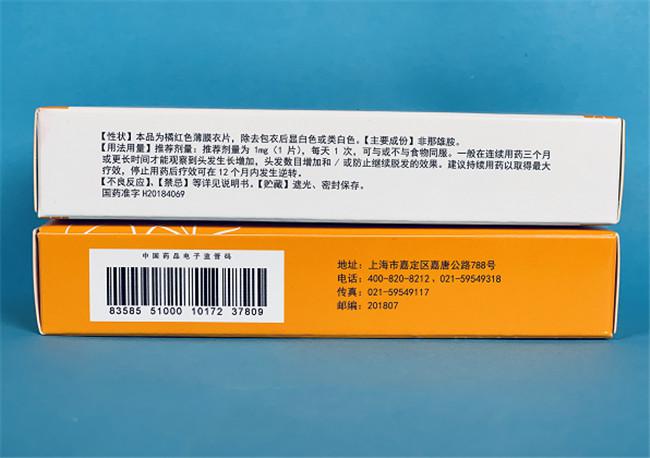 【性状】本品为橘红色薄膜衣片，除去包衣后显白色或类白色。【主要成份】非那雄胺。
【用法用量】推荐剂量：推荐剂量为 1mg（1 片），每天 1 次，可与或不与食物同服。一般在连续用药三个月
或更长时间才能观察到头发生长增加，头发数目增加和 / 或防止继续脱发的效果。建议持续用药以取得最大
疗效，停止用药后疗效可在 12 个月内发生逆转。
【不良反应】、【禁忌】等详见说明书。【贮藏】遮光、密封保存。
国药准字 H20184069
中国药品电子监管码
83585 51000 10172 37809
地址：上海市嘉定区嘉唐公路788号
电话：400-820-8212、021-59549318
传真：021-59549117
邮编：201807